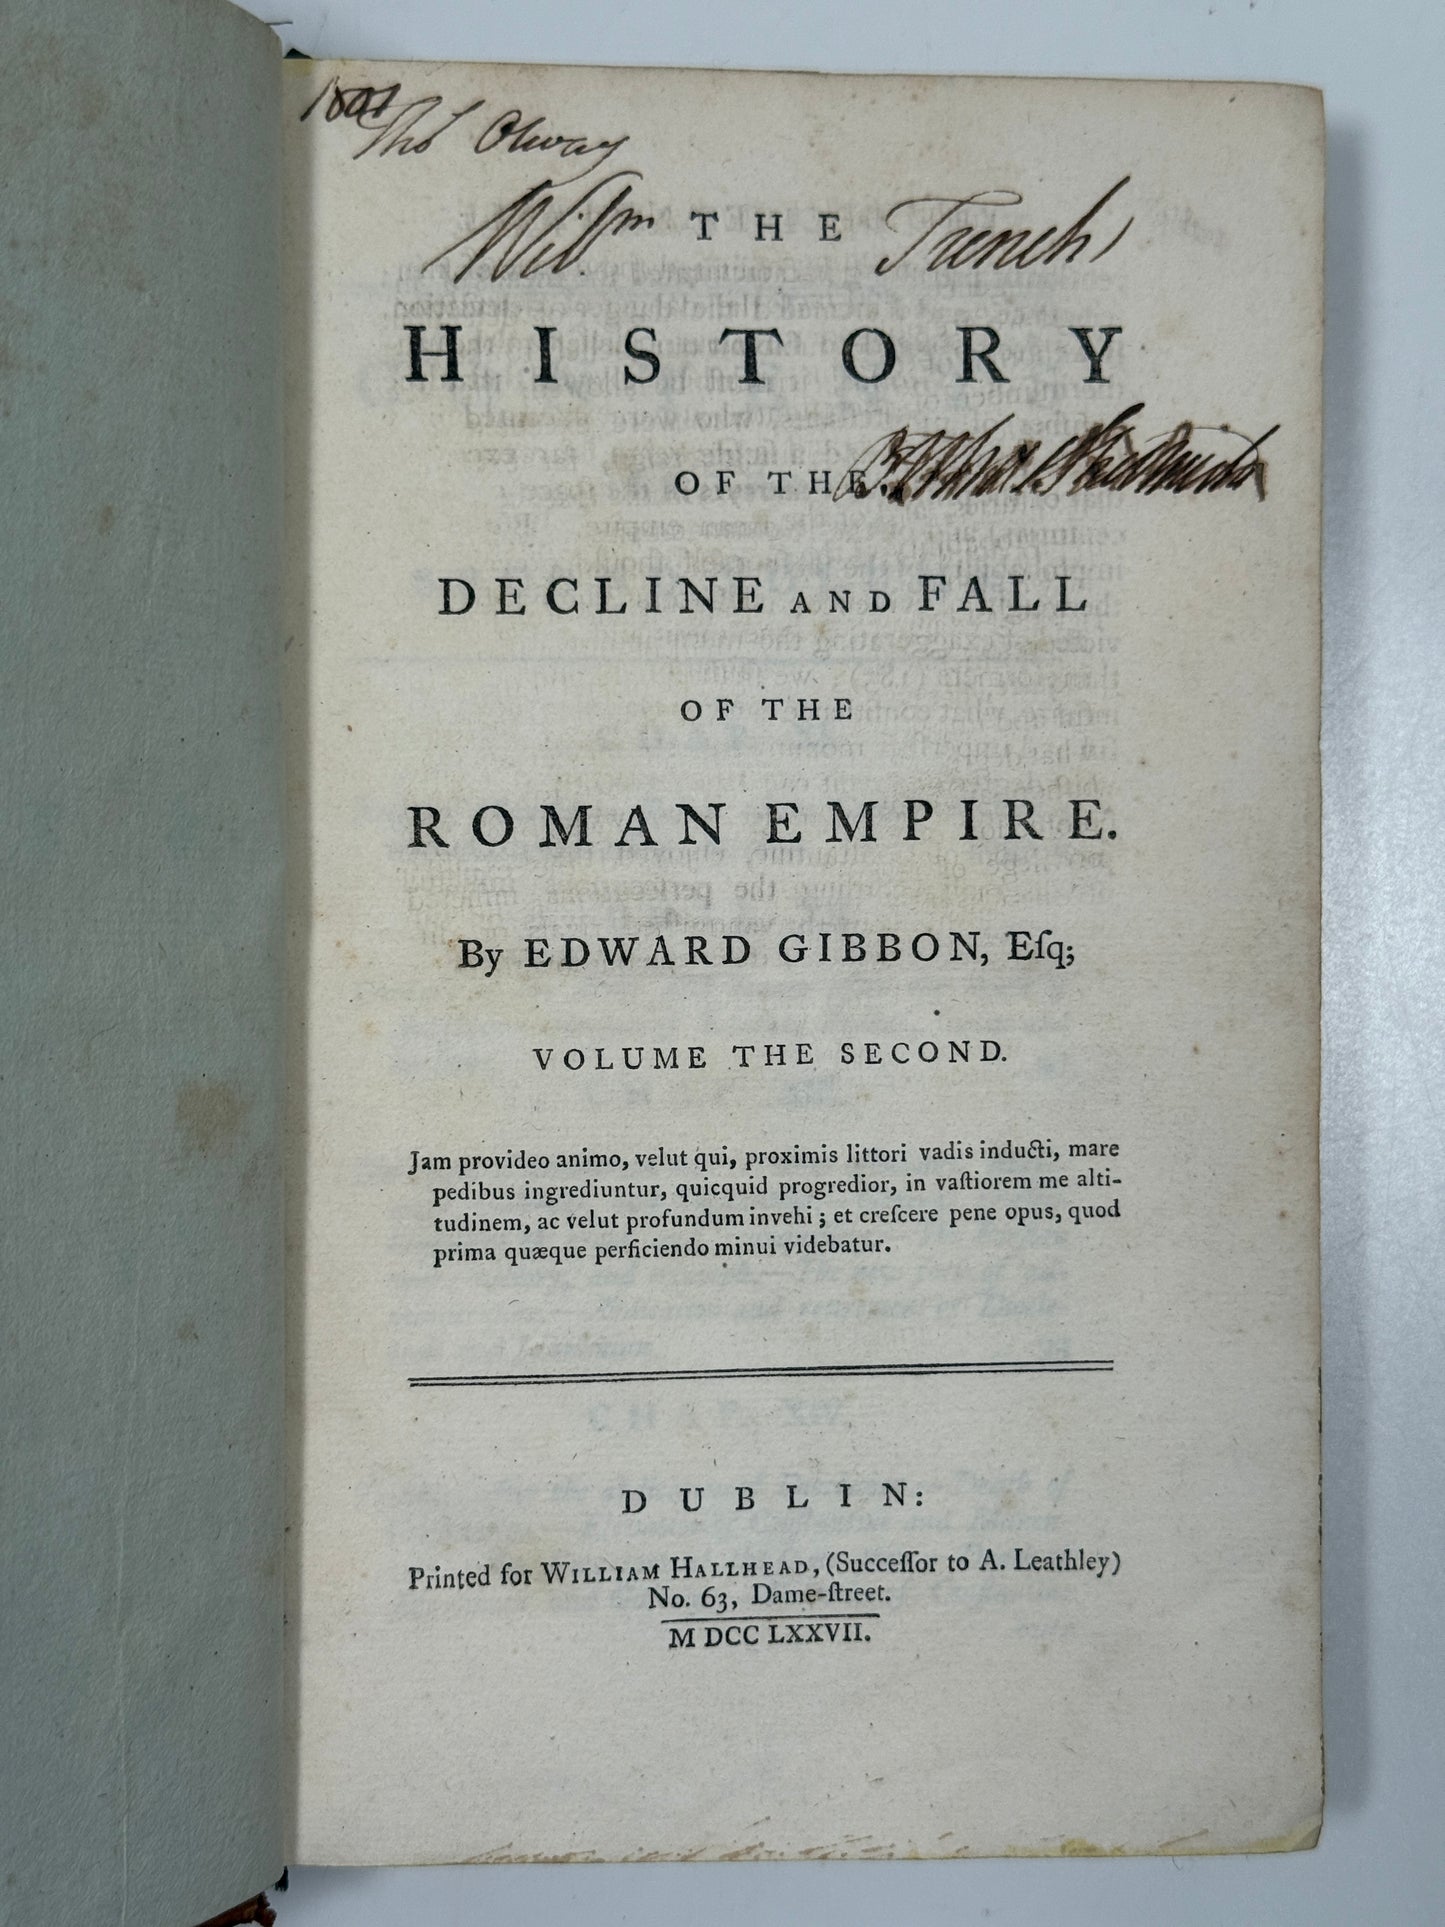 Thoˢ Otway
Wilᵐ THE Trench
HISTORY
OF THE
DECLINE AND FALL
OF THE
ROMAN EMPIRE.
By EDWARD GIBBON, Eſq;
VOLUME THE SECOND.
Jam provideo animo, velut qui, proximis littori vadis inducti, mare
pedibus ingrediuntur, quicquid progredior, in vaſtiorem me alti-
tudinem, ac velut profundum invehi; et creſcere pene opus, quod
prima quæque perficiendo minui videbatur.
DUBLIN:
Printed for WILLIAM HALLHEAD, (Succeſſor to A. Leathley)
No. 63, Dame-ſtreet.
M DCC LXXVII.